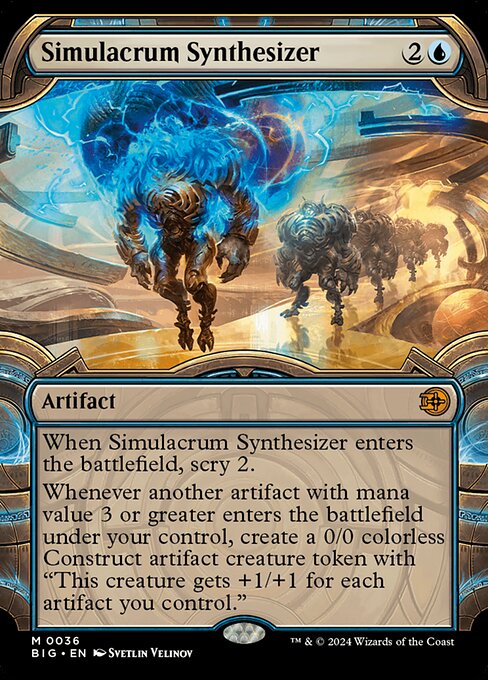 Simulacrum Synthesizer 2
Artifact
When Simulacrum Synthesizer enters
the battlefield, scry 2.
Whenever another artifact with mana
value 3 or greater enters the battlefield
under your control, create a 0/0 colorless
Construct artifact creature token with
“This creature gets +1/+1 for each
artifact you control.”
M 0036
BIG • EN Svetlin Velinov
™ & © 2024 Wizards of the Coast